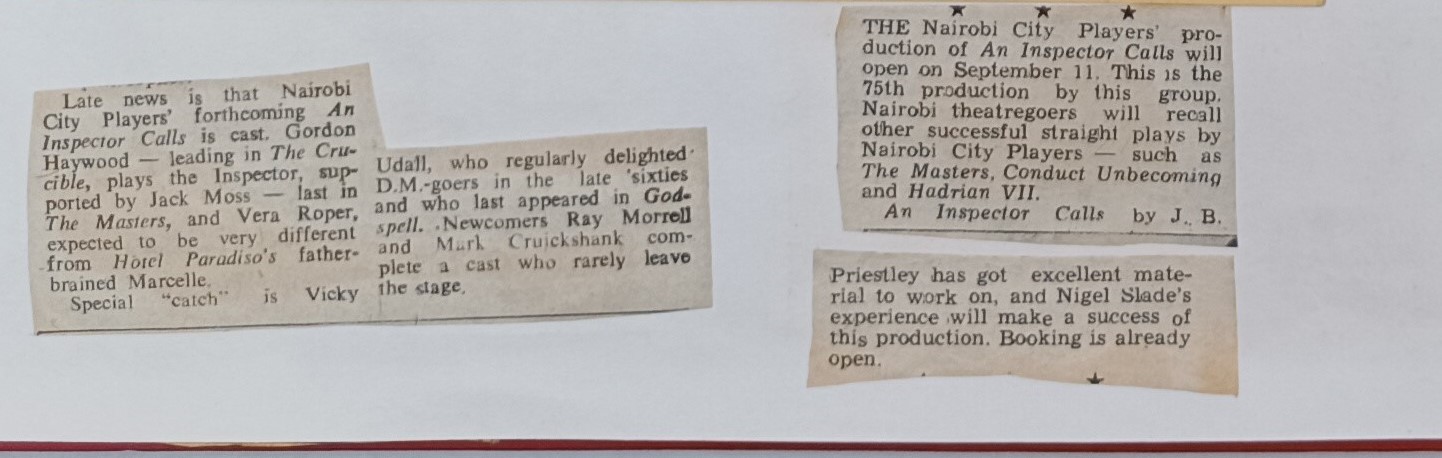 Late news is that Nairobi
City Players' forthcoming An
Inspector Calls is cast. Gordon
Haywood — leading in The Cru-
cible, plays the Inspector, sup-
ported by Jack Moss — last in
The Masters, and Vera Roper,
expected to be very different
from Hotel Paradiso's father-
brained Marcelle.
Special "catch" is Vicky
Udall, who regularly delighted
D.M.-goers in the late 'sixties
and who last appeared in God-
spell. Newcomers Ray Morrell
and Mark Cruickshank com-
plete a cast who rarely leave
the stage.
THE Nairobi City Players' pro-
duction of An Inspector Calls will
open on September 11. This is the
75th production by this group.
Nairobi theatregoers will recall
other successful straight plays by
Nairobi City Players — such as
The Masters, Conduct Unbecoming
and Hadrian VII.
An Inspector Calls by J. B.
Priestley has got excellent mate-
rial to work on, and Nigel Slade's
experience will make a success of
this production. Booking is already
open.